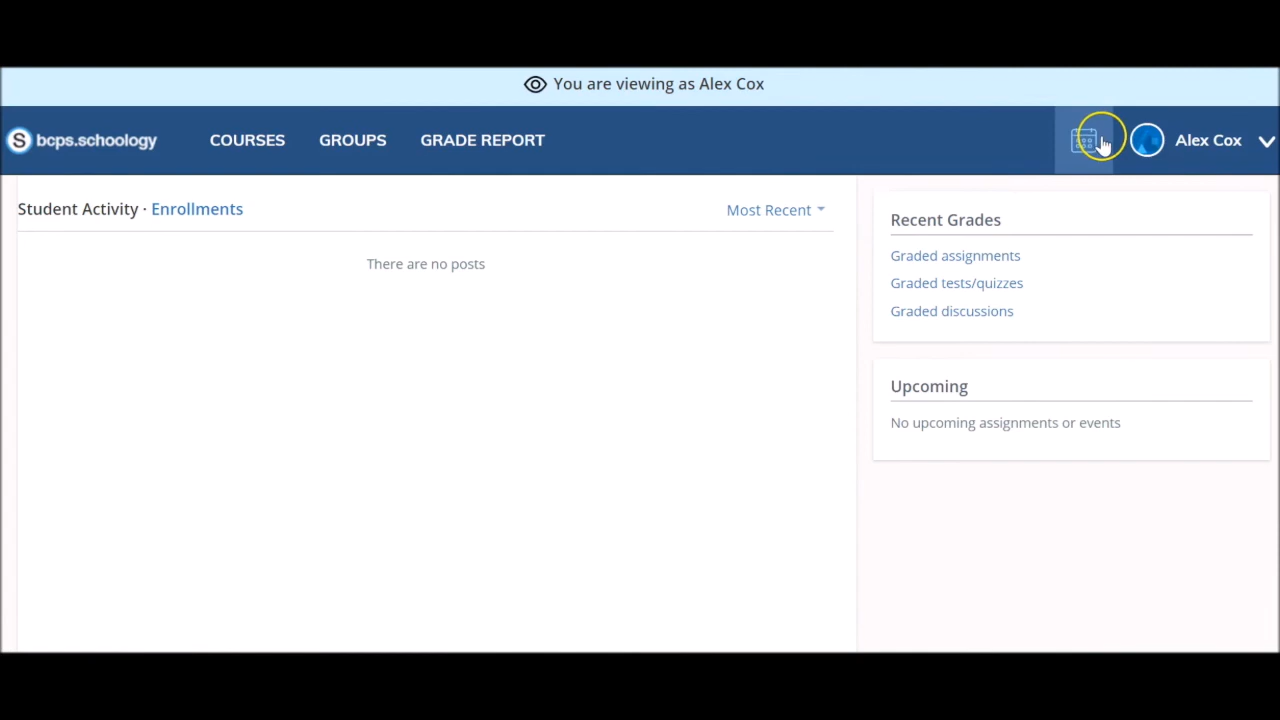 You are viewing as Alex Cox
S bcps.schoology COURSES GROUPS GRADE REPORT Alex Cox
Student Activity · Enrollments Most Recent
There are no posts
Recent Grades
Graded assignments
Graded tests/quizzes
Graded discussions
Upcoming
No upcoming assignments or events